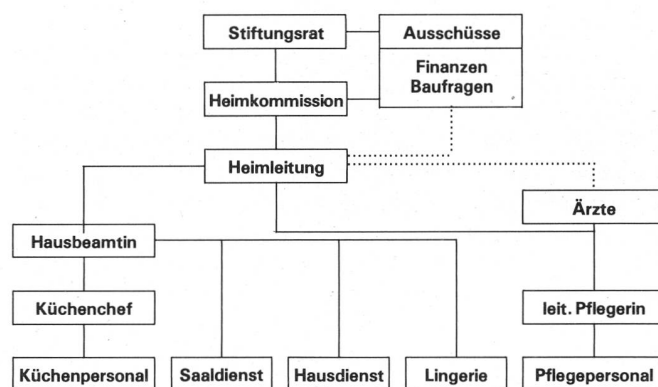 Stiftungsrat
Ausschüsse
Finanzen
Baufragen
Heimkommission
Heimleitung
Ärzte
Hausbeamtin
Küchenchef
leit. Pflegerin
Küchenpersonal
Saaldienst
Hausdienst
Lingerie
Pflegepersonal